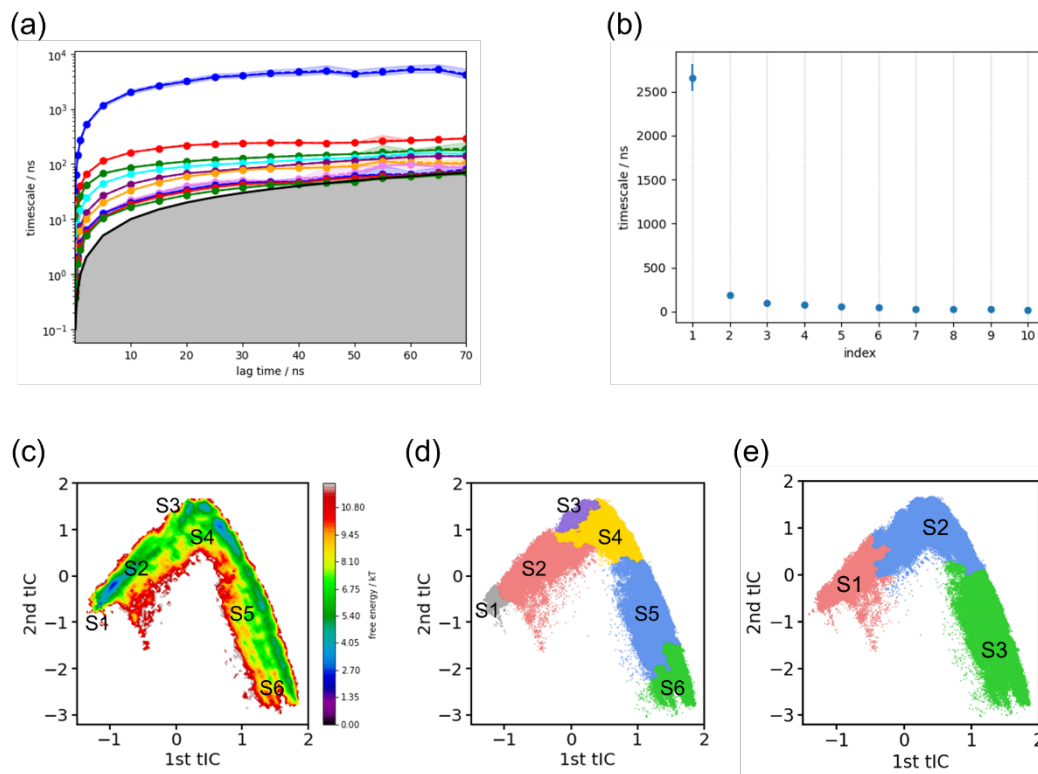 (a)
10⁴
10³
10²
10¹
10⁰
10⁻¹
timescale / ns
10 20 30 40 50 60 70
lag time / ns
(b)
2500
2000
1500
1000
500
0
timescale / ns
1 2 3 4 5 6 7 8 9 10
index
(c)
2
1
0
−1
−2
−3
2nd tIC
S3
S4
S2
S1
S5
S6
−1 0 1 2
1st tIC
10.80
9.45
8.10
6.75
5.40
4.05
2.70
1.35
0.00
free energy / kT
(d)
2
1
0
−1
−2
−3
2nd tIC
S3
S4
S2
S1
S5
S6
−1 0 1 2
1st tIC
(e)
2
1
0
−1
−2
−3
2nd tIC
S2
S1
S3
−1 0 1 2
1st tIC